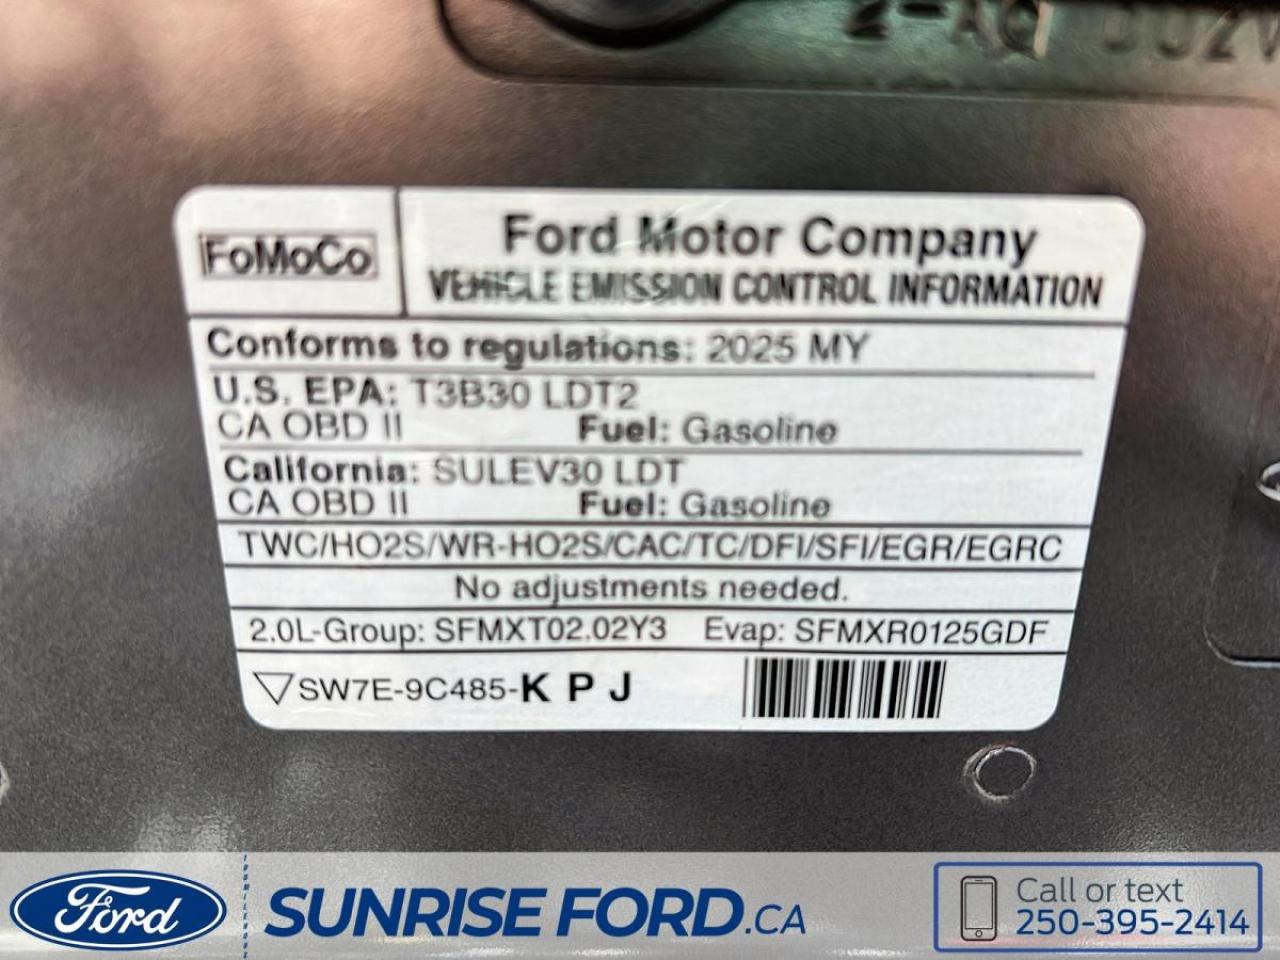 FoMoCo
Ford Motor Company
VEHICLE EMISSION CONTROL INFORMATION
Conforms to regulations: 2025 MY
U.S. EPA: T3B30 LDT2
CA OBD II Fuel: Gasoline
California: SULEV30 LDT
CA OBD II Fuel: Gasoline
TWC/HO2S/WR-HO2S/CAC/TC/DFI/SFI/EGR/EGRC
No adjustments needed.
2.0L-Group: SFMXT02.02Y3 Evap: SFMXR0125GDF
SW7E-9C485-K P J
Ford
SUNRISE FORD.CA
Call or text
250-395-2414